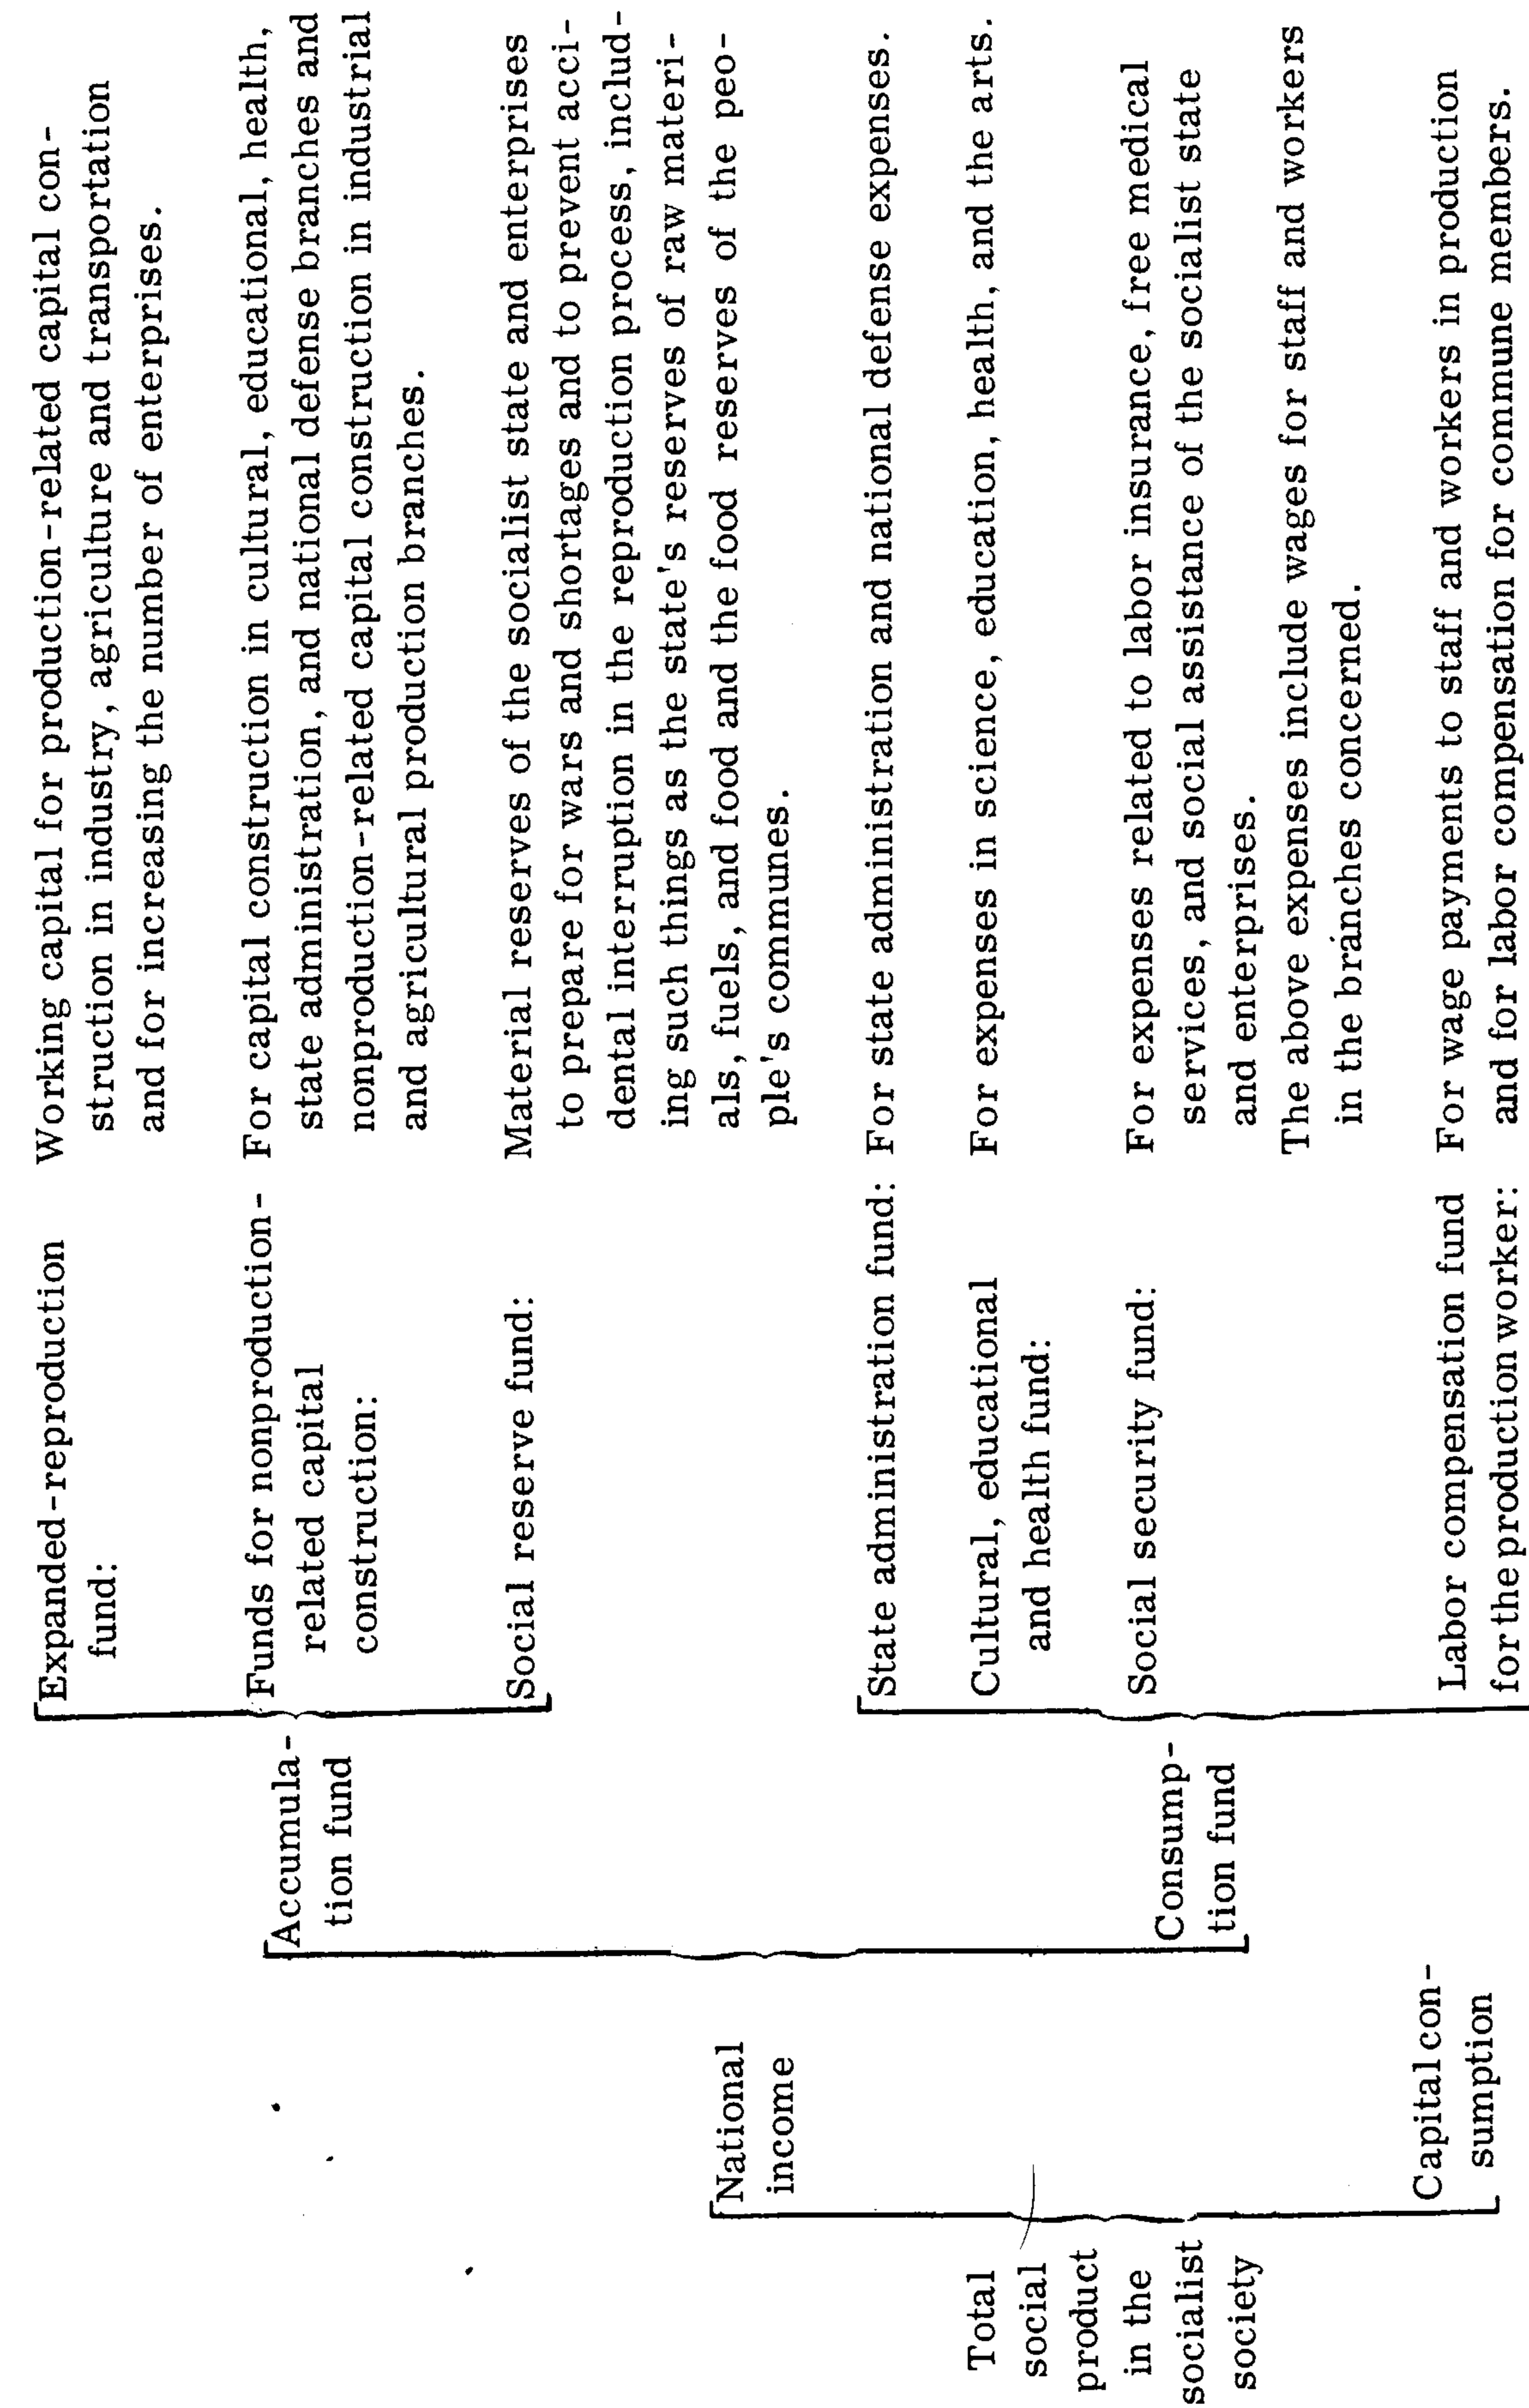 Total
social
product
in the
socialist
society
National
income
Capital con-
sumption
Accumula-
tion fund
Consump-
tion fund
Expanded-reproduction
fund:
Working capital for production-related capital con-
struction in industry, agriculture and transportation
and for increasing the number of enterprises.
Funds for nonproduction-
related capital
construction:
For capital construction in cultural, educational, health,
state administration, and national defense branches and
nonproduction-related capital construction in industrial
and agricultural production branches.
Social reserve fund:
Material reserves of the socialist state and enterprises
to prepare for wars and shortages and to prevent acci-
dental interruption in the reproduction process, includ-
ing such things as the state's reserves of raw materi-
als, fuels, and food and the food reserves of the peo-
ple's communes.
State administration fund:
For state administration and national defense expenses.
Cultural, educational
and health fund:
For expenses in science, education, health, and the arts.
Social security fund:
For expenses related to labor insurance, free medical
services, and social assistance of the socialist state
and enterprises.
The above expenses include wages for staff and workers
in the branches concerned.
Labor compensation fund
for the production worker:
For wage payments to staff and workers in production
and for labor compensation for commune members.